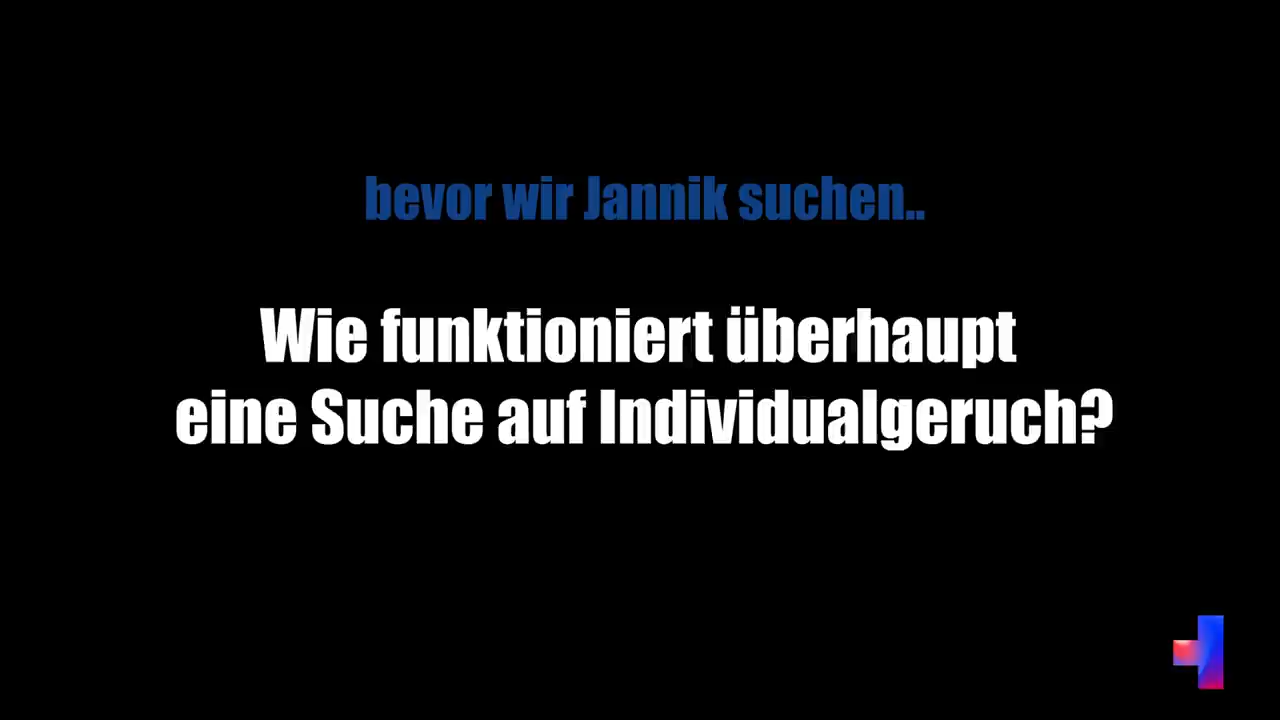 bevor wir Jannik suchen..
Wie funktioniert überhaupt
eine Suche auf Individualgeruch?